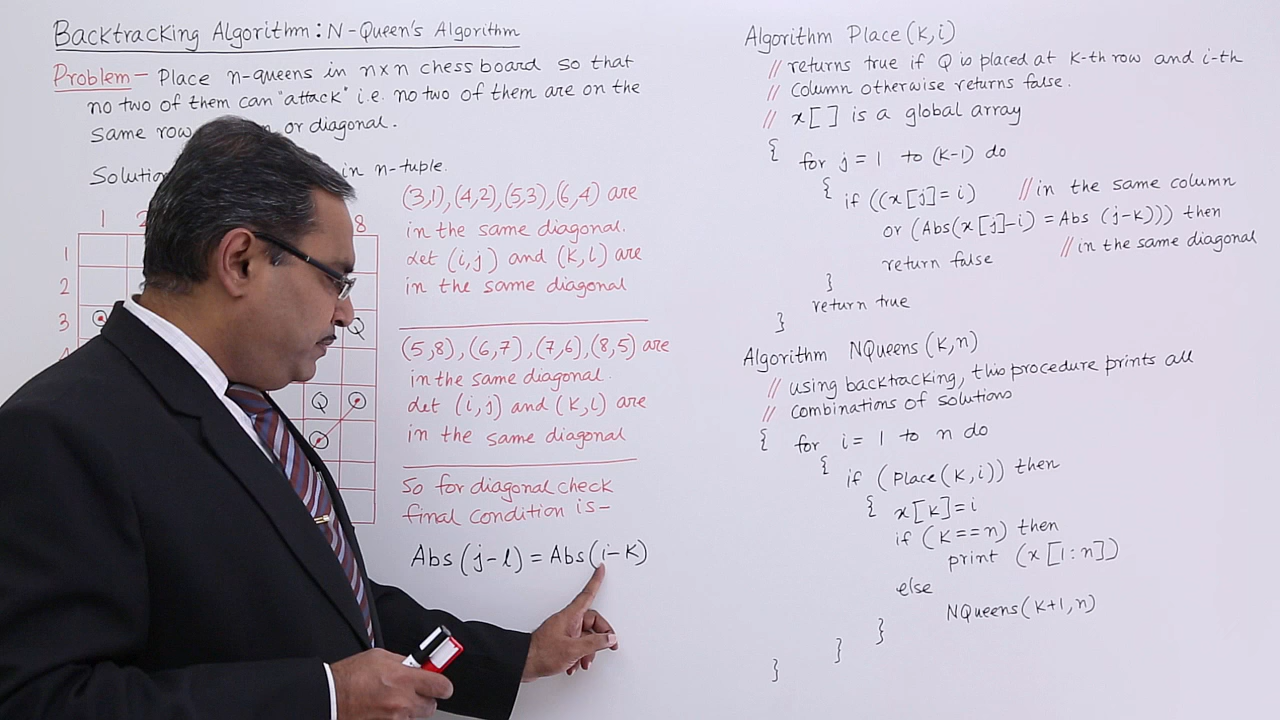 Backtracking Algorithm: N-Queen's Algorithm
Problem- Place n-queens in nxn chess board so that
no two of them can "attack" i.e. no two of them are on the
same row or diagonal.
in n-tuple.
1 8
1
2
3
Q
Q
(3,1),(4,2),(5,3),(6,4) are
in the same diagonal.
Let (i,j) and (k,l) are
in the same diagonal
(5,8),(6,7),(7,6),(8,5) are
in the same diagonal.
Let (i,j) and (k,l) are
in the same diagonal
So for diagonal check
final condition is-
Abs(j-l) = Abs(i-k)
Algorithm Place(k,i)
// returns true if Q is placed at k-th row and i-th
// column otherwise returns false.
// x[ ] is a global array
{
for j = 1 to (k-1) do
{ if ((x[j]= i) // in the same column
or (Abs(x[j]-i) = Abs (j-k))) then
// in the same diagonal
return false
}
return true
}
Algorithm NQueens (k,n)
// using backtracking, this procedure prints all
// combinations of solutions
{ for i= 1 to n do
{ if (Place(k,i)) then
{ x[k]=i
if (k==n) then
print (x[1:n])
else
NQueens(k+1,n)
}
}
}